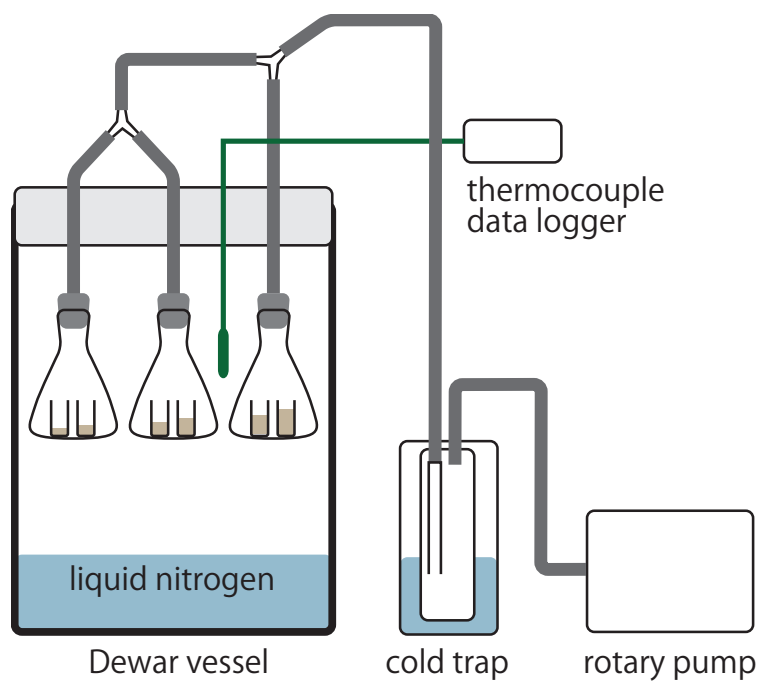 thermocouple
data logger
liquid nitrogen
Dewar vessel
cold trap
rotary pump